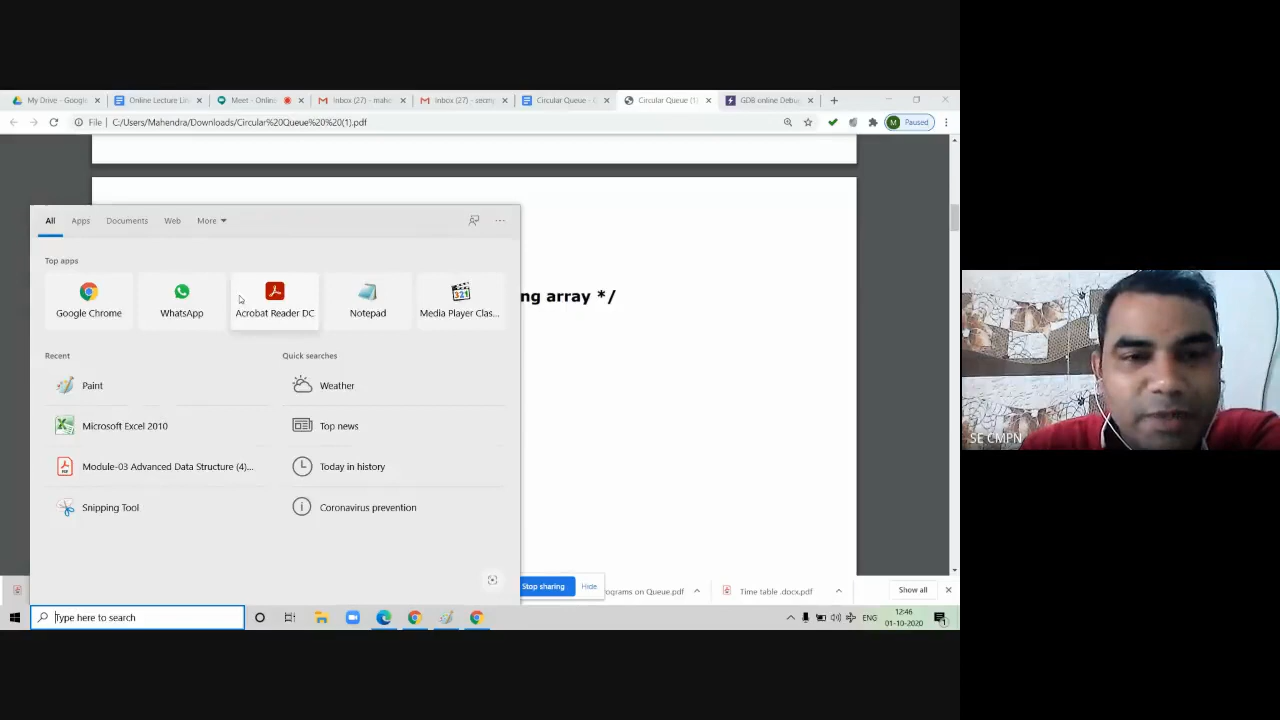 My Drive - Google
Online Lecture Lin
Meet - Online
Inbox (27) - mahe
Inbox (27) - secmp
Circular Queue -
Circular Queue (1)
GDB online Debug
File
C:/Users/Mahendra/Downloads/Circular%20Queue%20%20(1).pdf
M
Paused
All
Apps
Documents
Web
More
Top apps
Google Chrome
WhatsApp
Acrobat Reader DC
Notepad
321
Media Player Clas...
ng array */
Recent
Quick searches
Paint
Weather
Microsoft Excel 2010
Top news
Module-03 Advanced Data Structure (4)...
Today in history
Snipping Tool
Coronavirus prevention
SE CMPN
Stop sharing
Hide
ograms on Queue.pdf
Time table .docx.pdf
Show all
Type here to search
ENG
12:46
01-10-2020